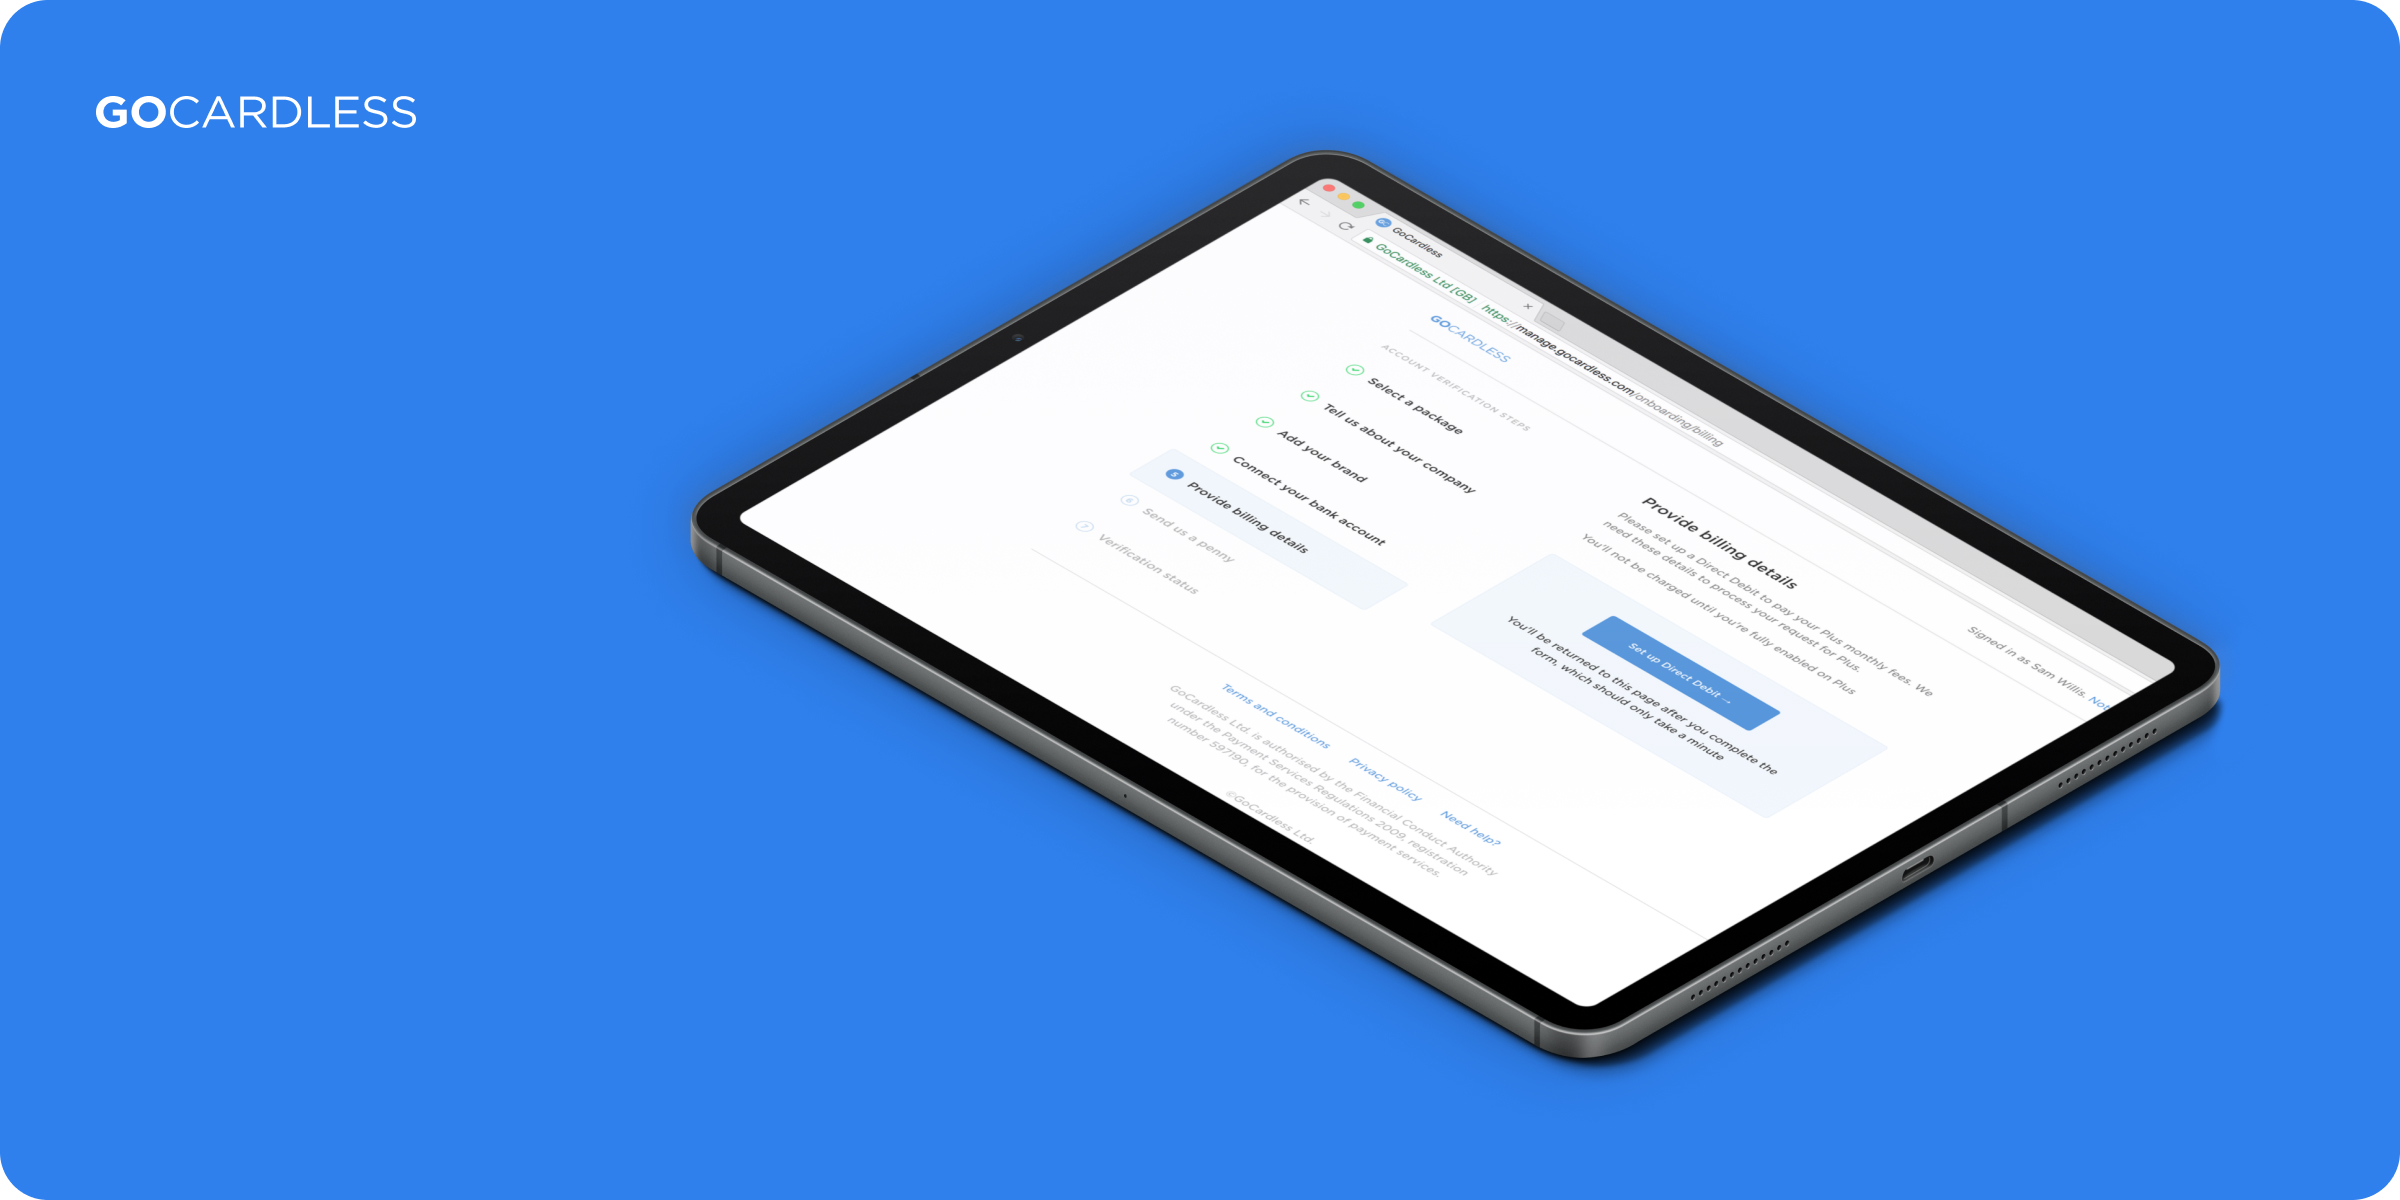 GOCARDLESS
GoCardless
GoCardless Ltd [GB] https://manage.gocardless.com/onboarding/billing
GOCARDLESS
Signed in as Sam Willis. Not
ACCOUNT VERIFICATION STEPS
Select a package
Tell us about your company
Add your brand
Connect your bank account
5 Provide billing details
6 Send us a penny
7 Verification status
Provide billing details
Please set up a Direct Debit to pay your Plus monthly fees. We
need these details to process your request for Plus.
You'll not be charged until you're fully enabled on Plus
Set up Direct Debit →
You'll be returned to this page after you complete the
form, which should only take a minute
Terms and conditions Privacy policy Need help?
GoCardless Ltd. is authorised by the Financial Conduct Authority
under the Payment Services Regulations 2009, registration
number 597190, for the provision of payment services.
©GoCardless Ltd.